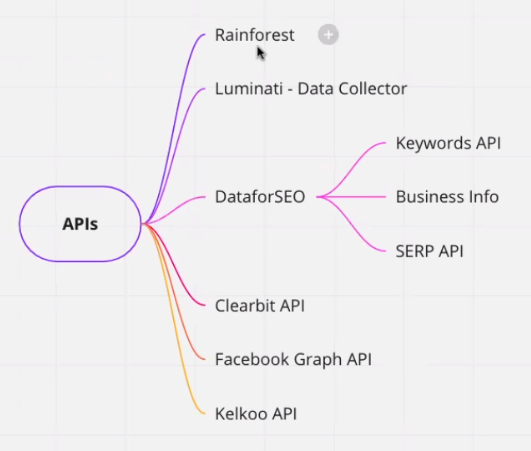 Rainforest
Luminati - Data Collector
Keywords API
APIs
DataforSEO
Business Info
SERP API
Clearbit API
Facebook Graph API
Kelkoo API